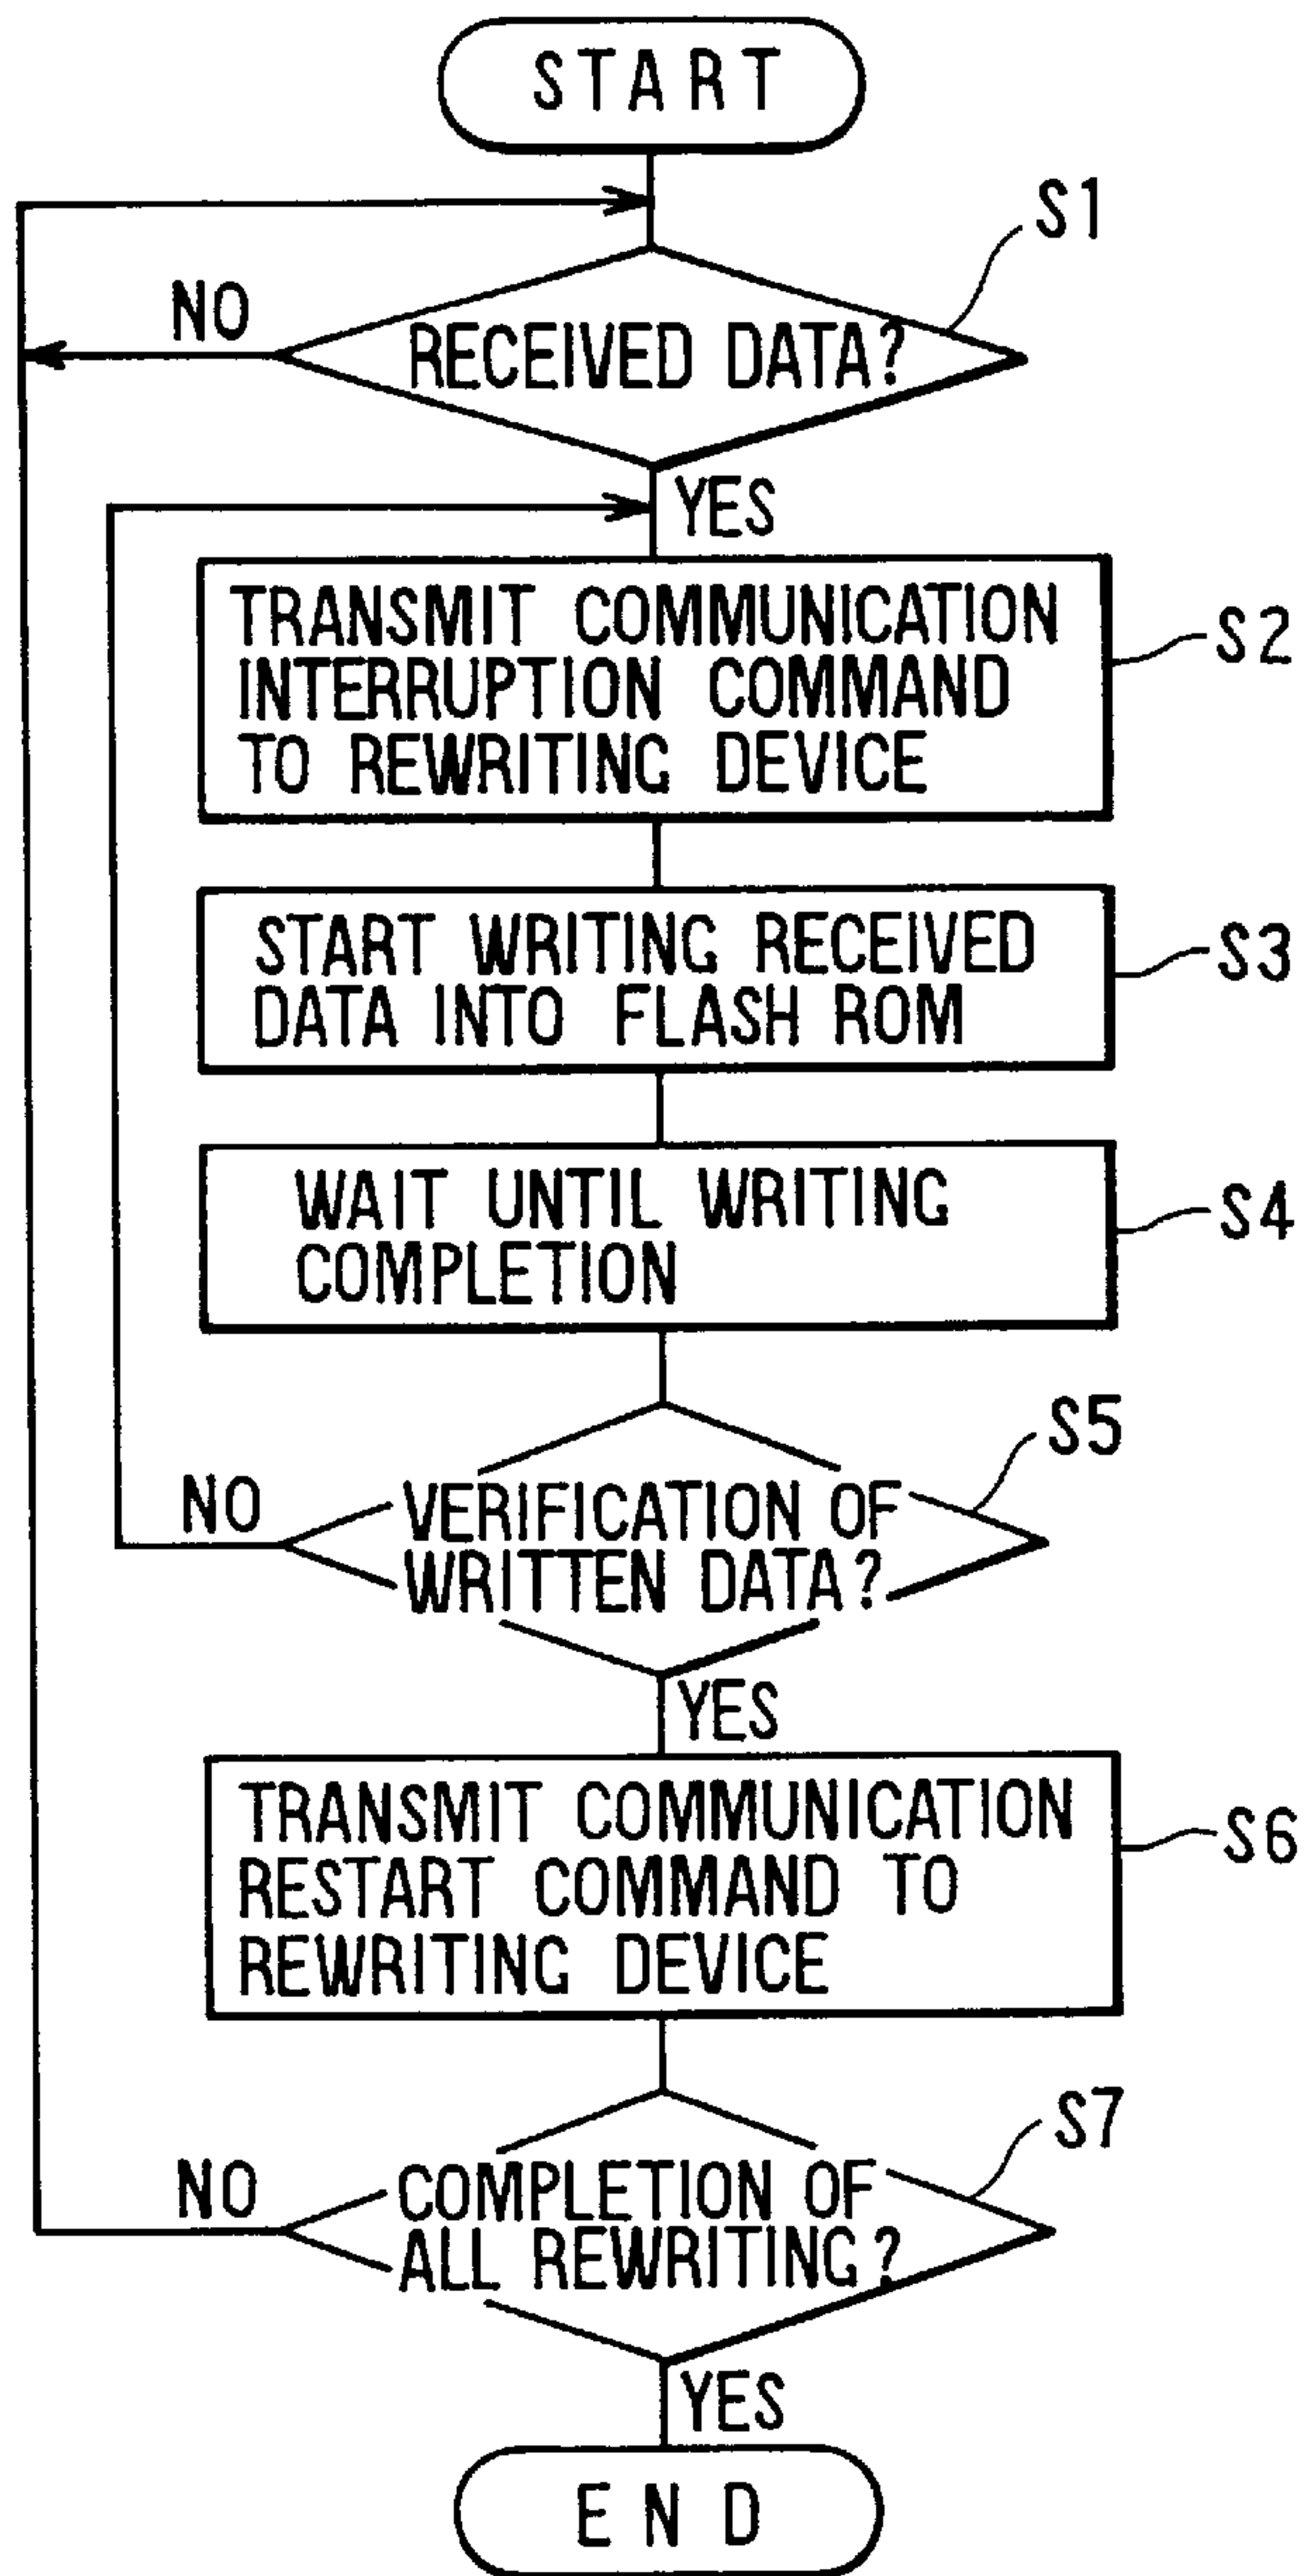 START
S1
NO
RECEIVED DATA?
YES
TRANSMIT COMMUNICATION
INTERRUPTION COMMAND
TO REWRITING DEVICE
S2
START WRITING RECEIVED
DATA INTO FLASH ROM
S3
WAIT UNTIL WRITING
COMPLETION
S4
S5
NO
VERIFICATION OF
WRITTEN DATA?
YES
TRANSMIT COMMUNICATION
RESTART COMMAND TO
REWRITING DEVICE
S6
S7
NO
COMPLETION OF
ALL REWRITING?
YES
END